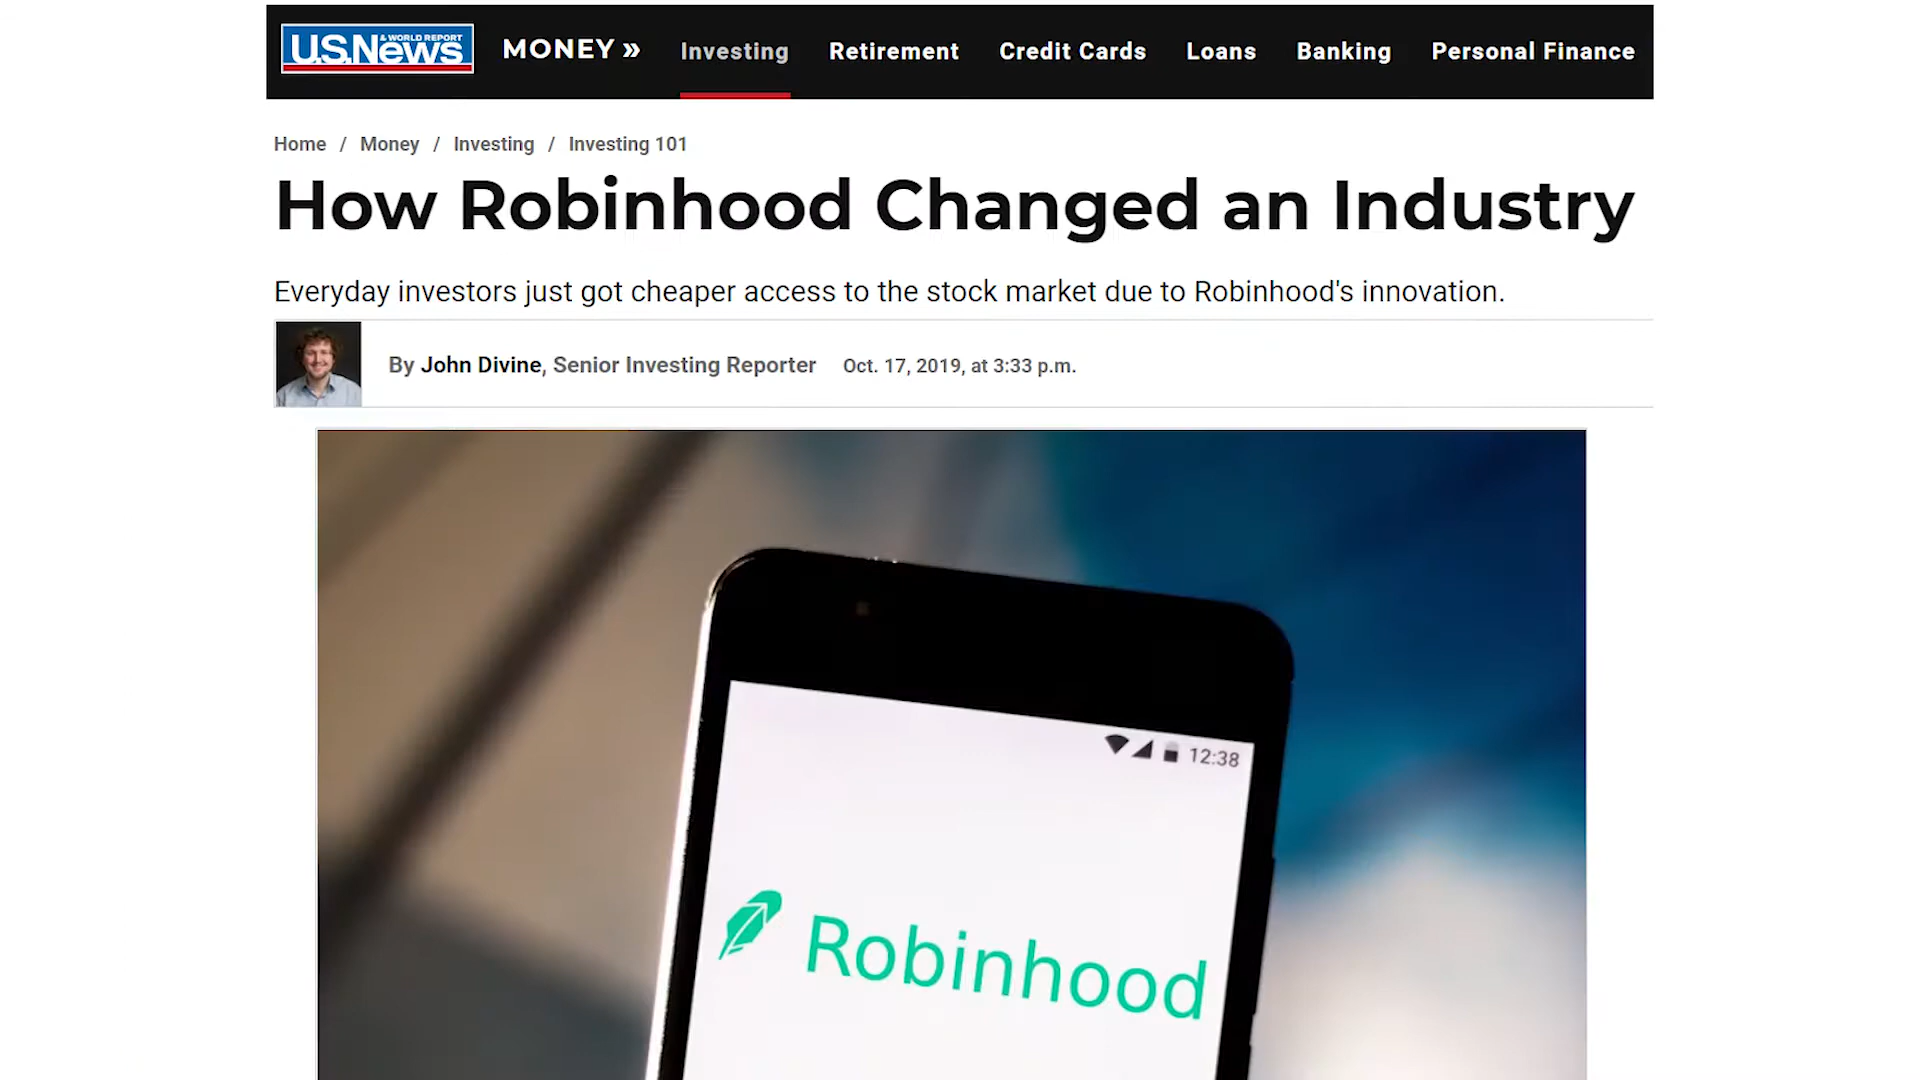 U.S.News & WORLD REPORT MONEY » Investing Retirement Credit Cards Loans Banking Personal Finance
Home / Money / Investing / Investing 101
How Robinhood Changed an Industry
Everyday investors just got cheaper access to the stock market due to Robinhood's innovation.
By John Divine, Senior Investing Reporter Oct. 17, 2019, at 3:33 p.m.
12:38
Robinhood